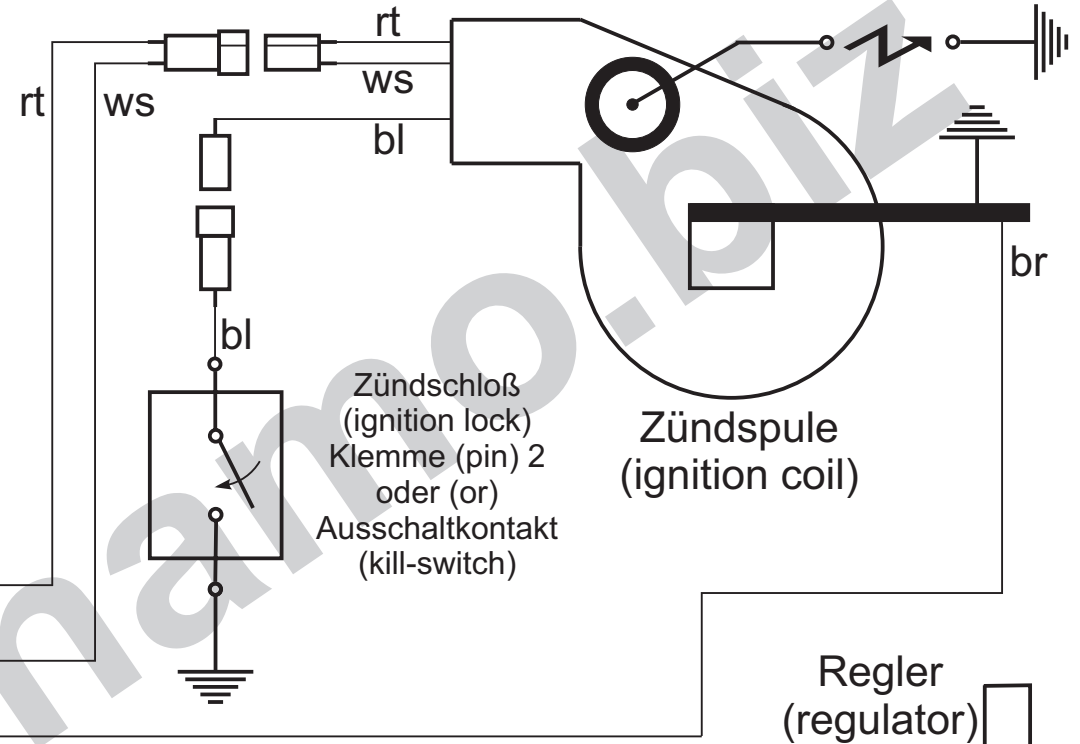 rt
ws
bl
rt
ws
bl
br
Zündschloß
(ignition lock)
Klemme (pin) 2
oder (or)
Ausschaltkontakt
(kill-switch)
Zündspule
(ignition coil)
Regler
(regulator)
namo.biz